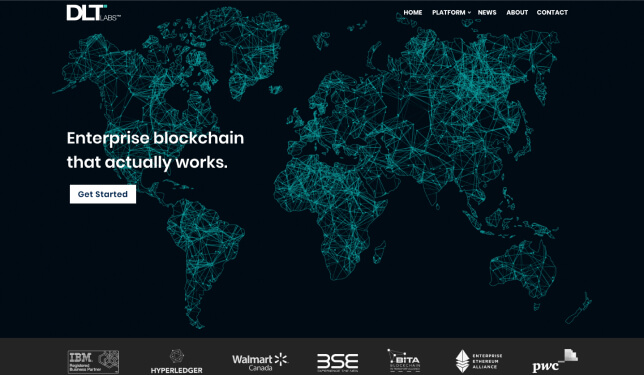 DLT
LABS™
HOME PLATFORM NEWS ABOUT CONTACT
Enterprise blockchain
that actually works.
Get Started
IBM
Registered
Business Partner
HYPERLEDGER
Walmart
Canada
BSE
BiTA
BLOCKCHAIN
ENTERPRISE
ETHEREUM
ALLIANCE
pwc